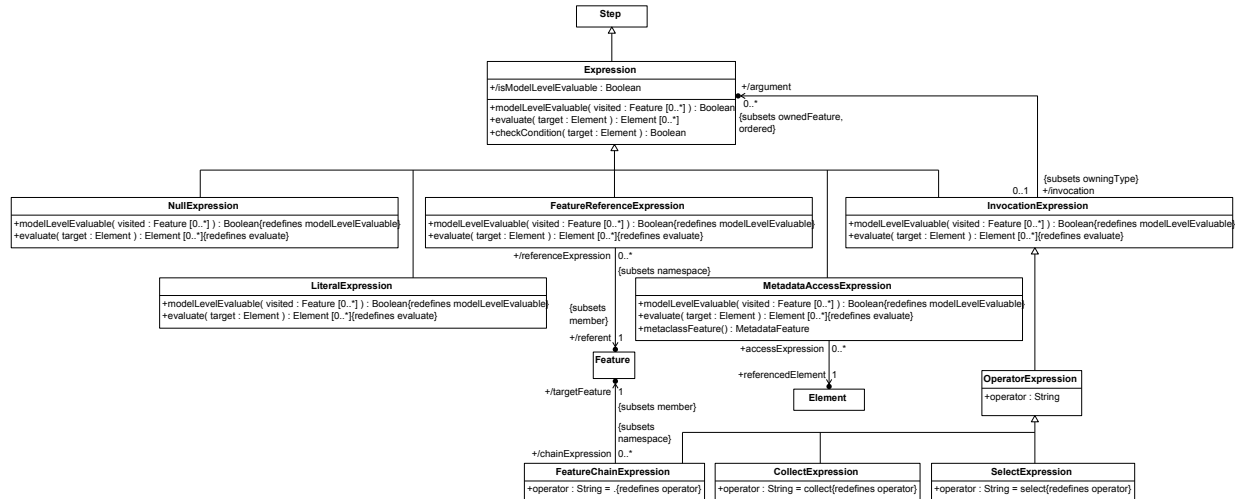 Step
Expression
+/isModelLevelEvaluable : Boolean
+modelLevelEvaluable( visited : Feature [0..*] ) : Boolean
+evaluate( target : Element ) : Element [0..*]
+checkCondition( target : Element ) : Boolean
+/argument
0..*
{subsets ownedFeature,
ordered}
{subsets owningType}
0..1
+/invocation
NullExpression
+modelLevelEvaluable( visited : Feature [0..*] ) : Boolean{redefines modelLevelEvaluable}
+evaluate( target : Element ) : Element [0..*]{redefines evaluate}
FeatureReferenceExpression
+modelLevelEvaluable( visited : Feature [0..*] ) : Boolean{redefines modelLevelEvaluable}
+evaluate( target : Element ) : Element [0..*]{redefines evaluate}
InvocationExpression
+modelLevelEvaluable( visited : Feature [0..*] ) : Boolean{redefines modelLevelEvaluable}
+evaluate( target : Element ) : Element [0..*]{redefines evaluate}
+/referenceExpression
0..*
{subsets namespace}
LiteralExpression
+modelLevelEvaluable( visited : Feature [0..*] ) : Boolean{redefines modelLevelEvaluable}
+evaluate( target : Element ) : Element [0..*]{redefines evaluate}
MetadataAccessExpression
+modelLevelEvaluable( visited : Feature [0..*] ) : Boolean{redefines modelLevelEvaluable}
+evaluate( target : Element ) : Element [0..*]{redefines evaluate}
+metaclassFeature() : MetadataFeature
{subsets
member}
+/referent
1
Feature
+accessExpression
0..*
+referencedElement
1
Element
OperatorExpression
+operator : String
+/targetFeature
1
{subsets member}
{subsets
namespace}
+/chainExpression
0..*
FeatureChainExpression
+operator : String = .{redefines operator}
CollectExpression
+operator : String = collect{redefines operator}
SelectExpression
+operator : String = select{redefines operator}